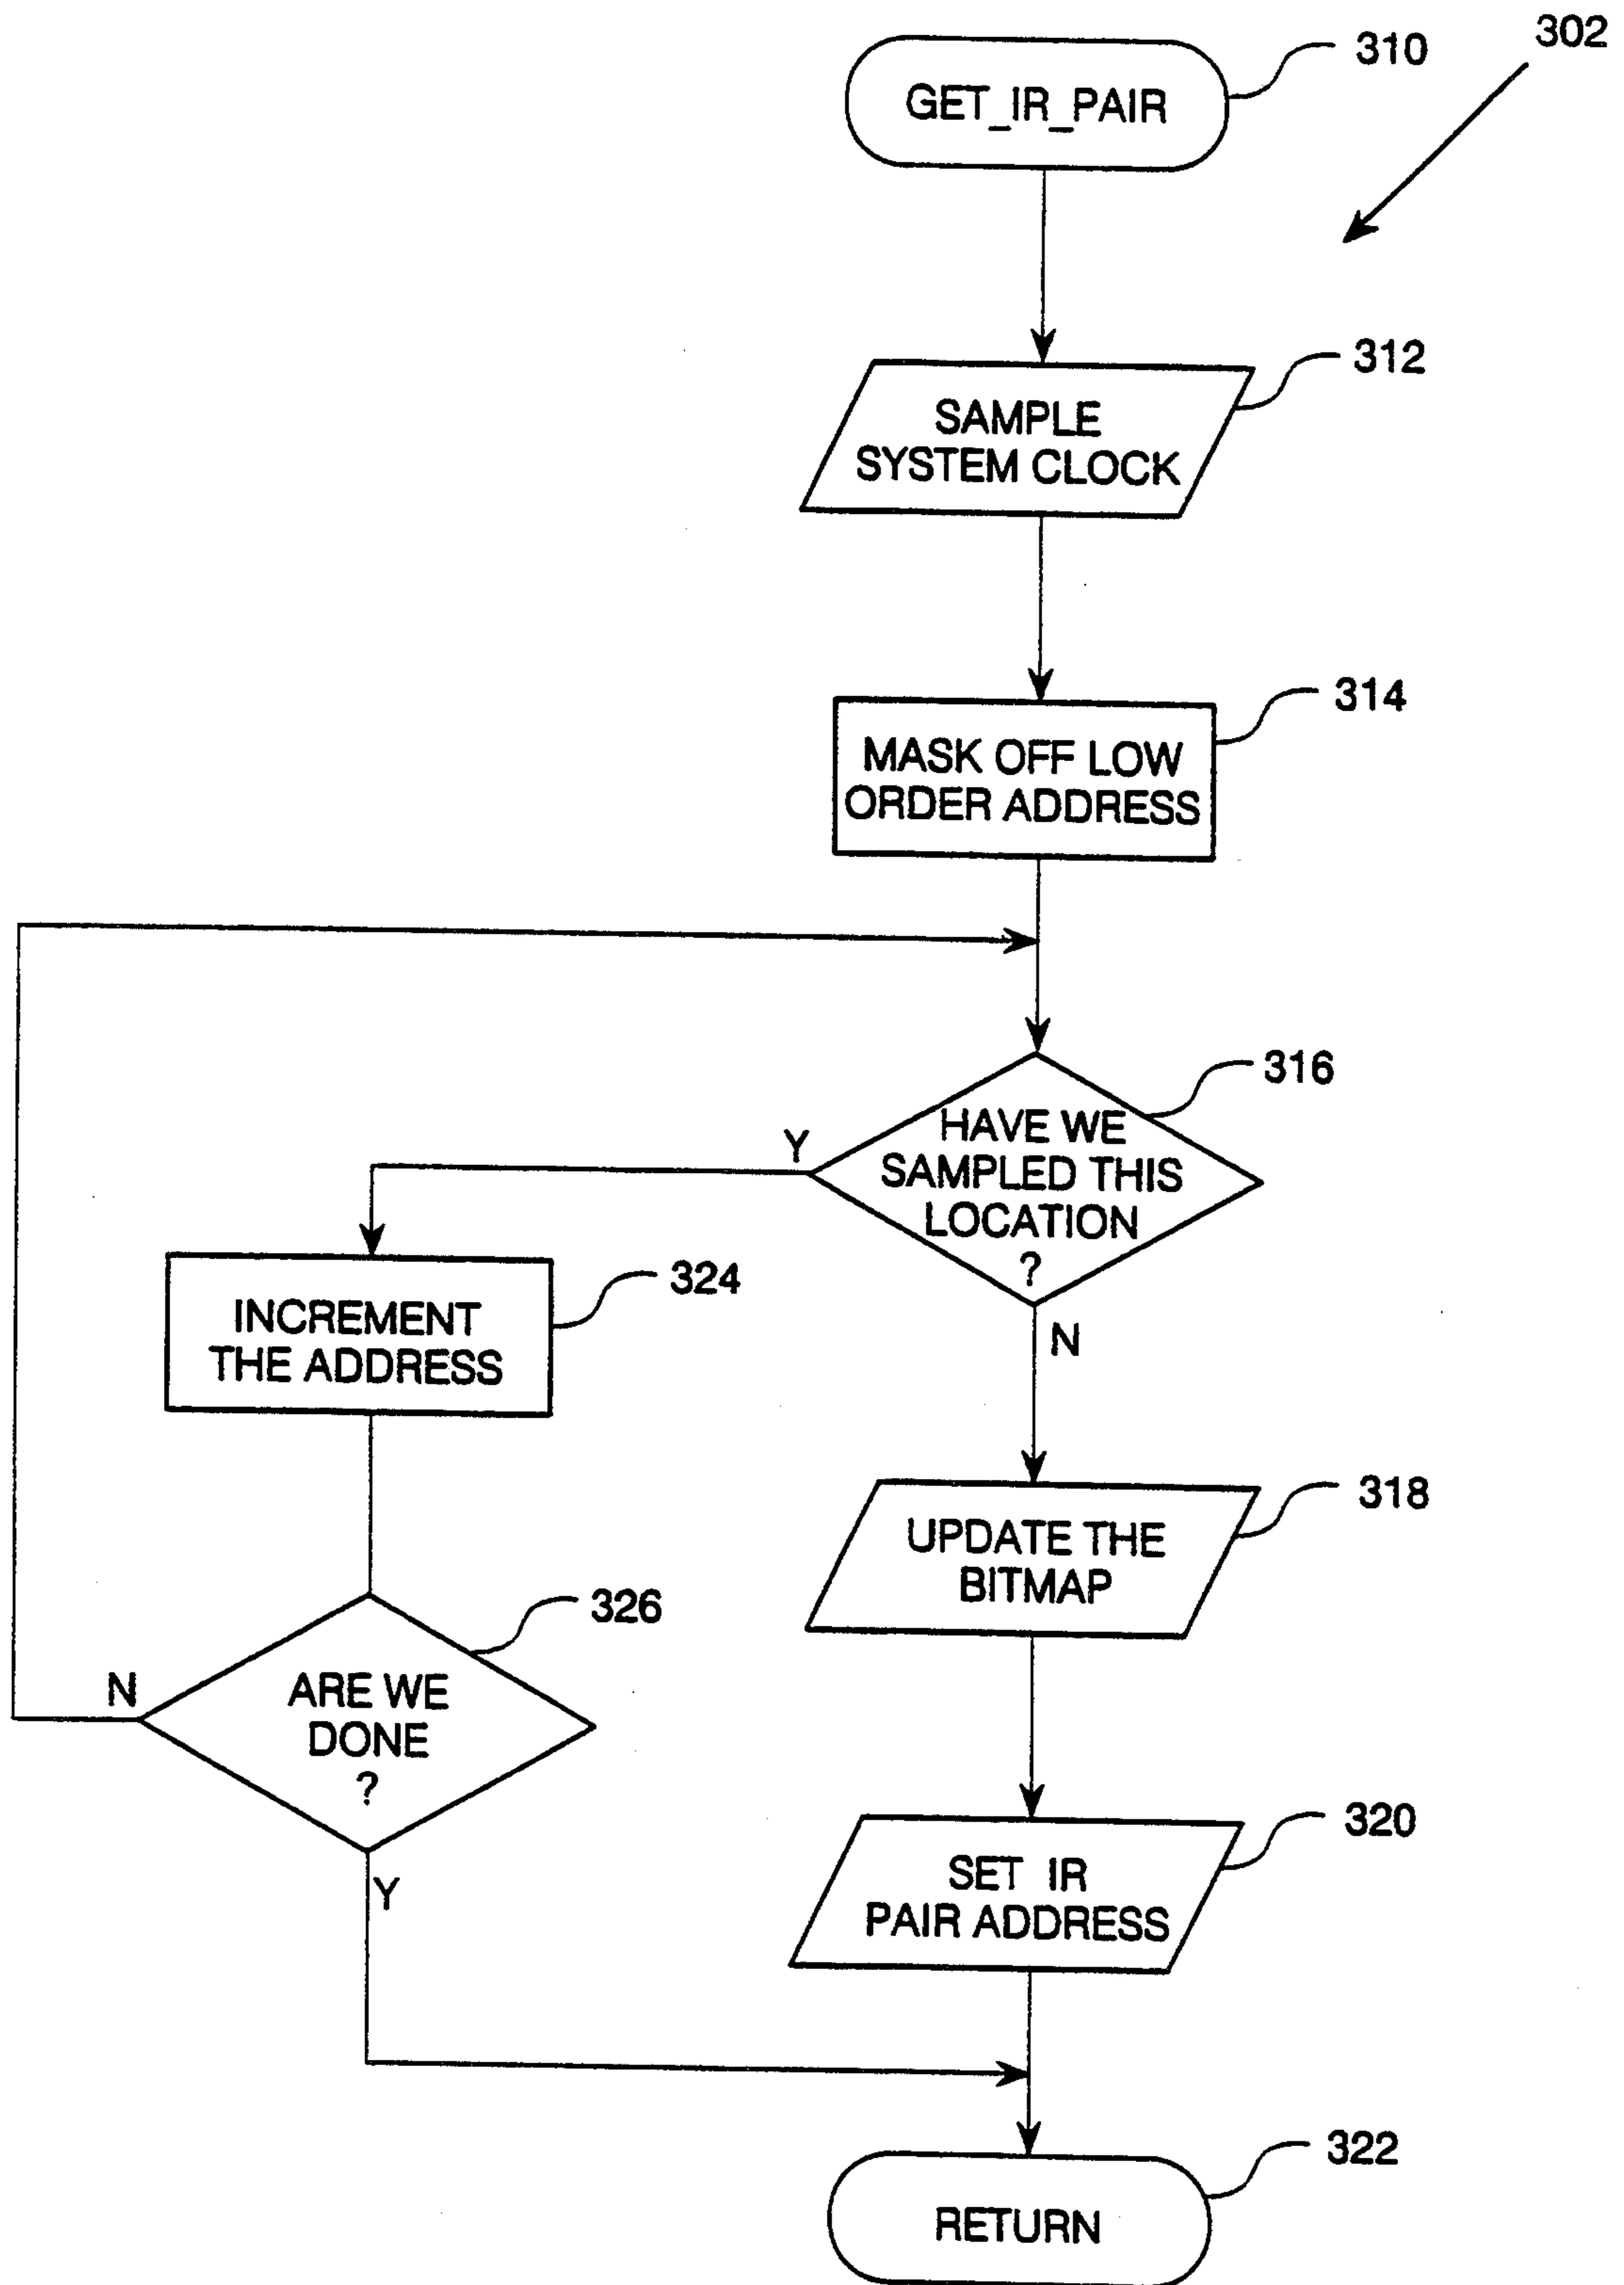 302
310
GET_IR_PAIR
312
SAMPLE
SYSTEM CLOCK
314
MASK OFF LOW
ORDER ADDRESS
316
HAVE WE
SAMPLED THIS
LOCATION
?
Y
N
324
INCREMENT
THE ADDRESS
318
UPDATE THE
BITMAP
326
ARE WE
DONE
?
N
Y
320
SET IR
PAIR ADDRESS
322
RETURN